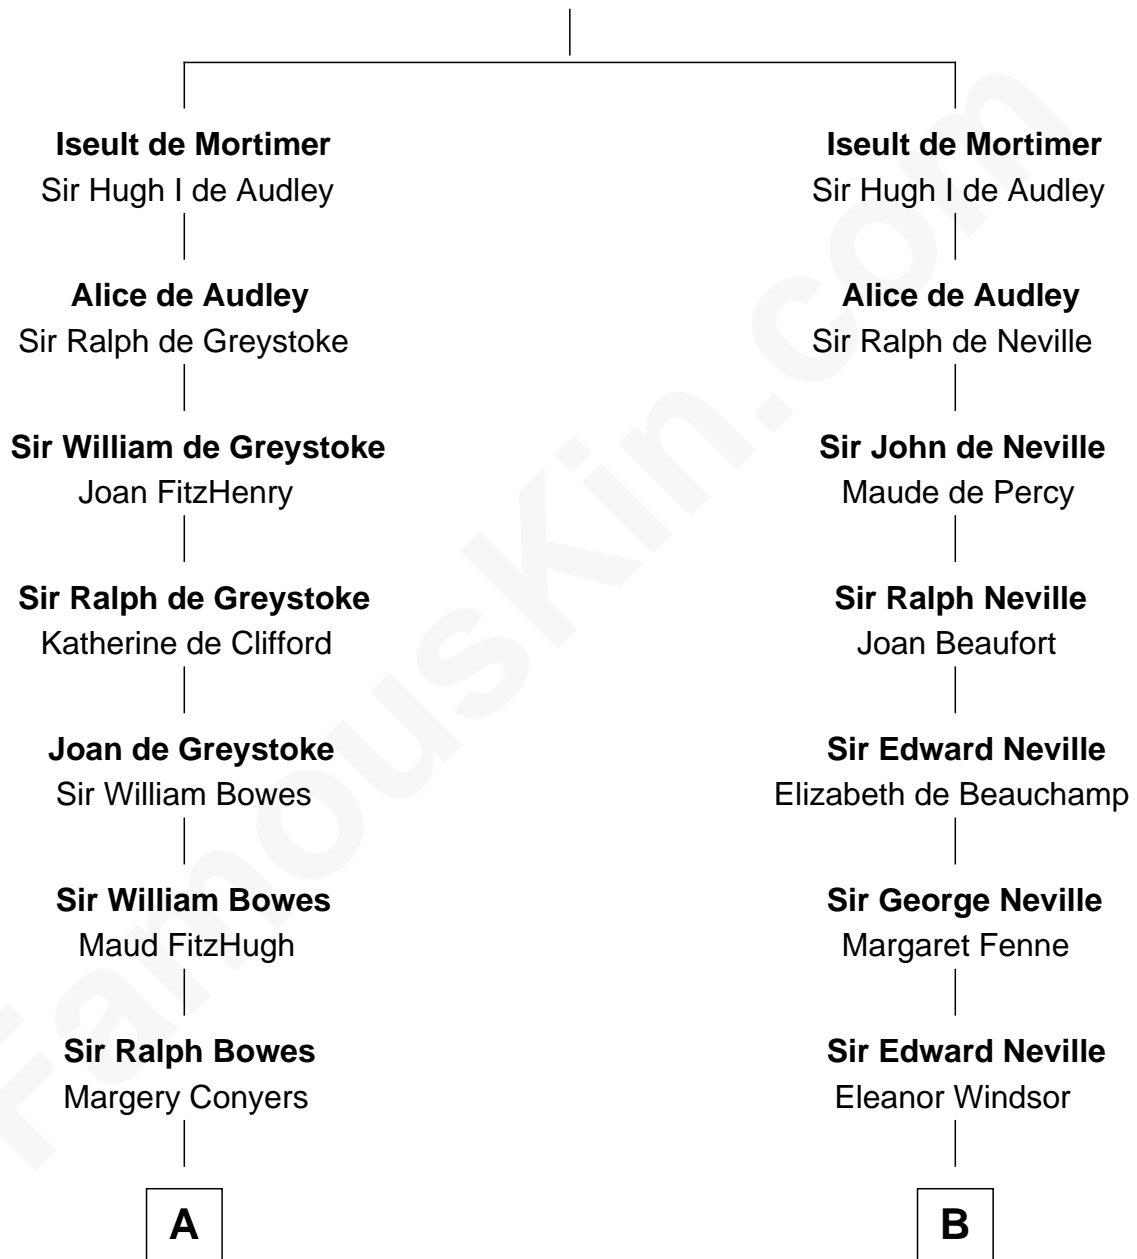 Iseult de Mortimer
Sir Hugh I de Audley
Alice de Audley
Sir Ralph de Greystoke
Sir William de Greystoke
Joan FitzHenry
Sir Ralph de Greystoke
Katherine de Clifford
Joan de Greystoke
Sir William Bowes
Sir William Bowes
Maud FitzHugh
Sir Ralph Bowes
Margery Conyers
A
Iseult de Mortimer
Sir Hugh I de Audley
Alice de Audley
Sir Ralph de Neville
Sir John de Neville
Maude de Percy
Sir Ralph Neville
Joan Beaufort
Sir Edward Neville
Elizabeth de Beauchamp
Sir George Neville
Margaret Fenne
Sir Edward Neville
Eleanor Windsor
B
FamousKin.com